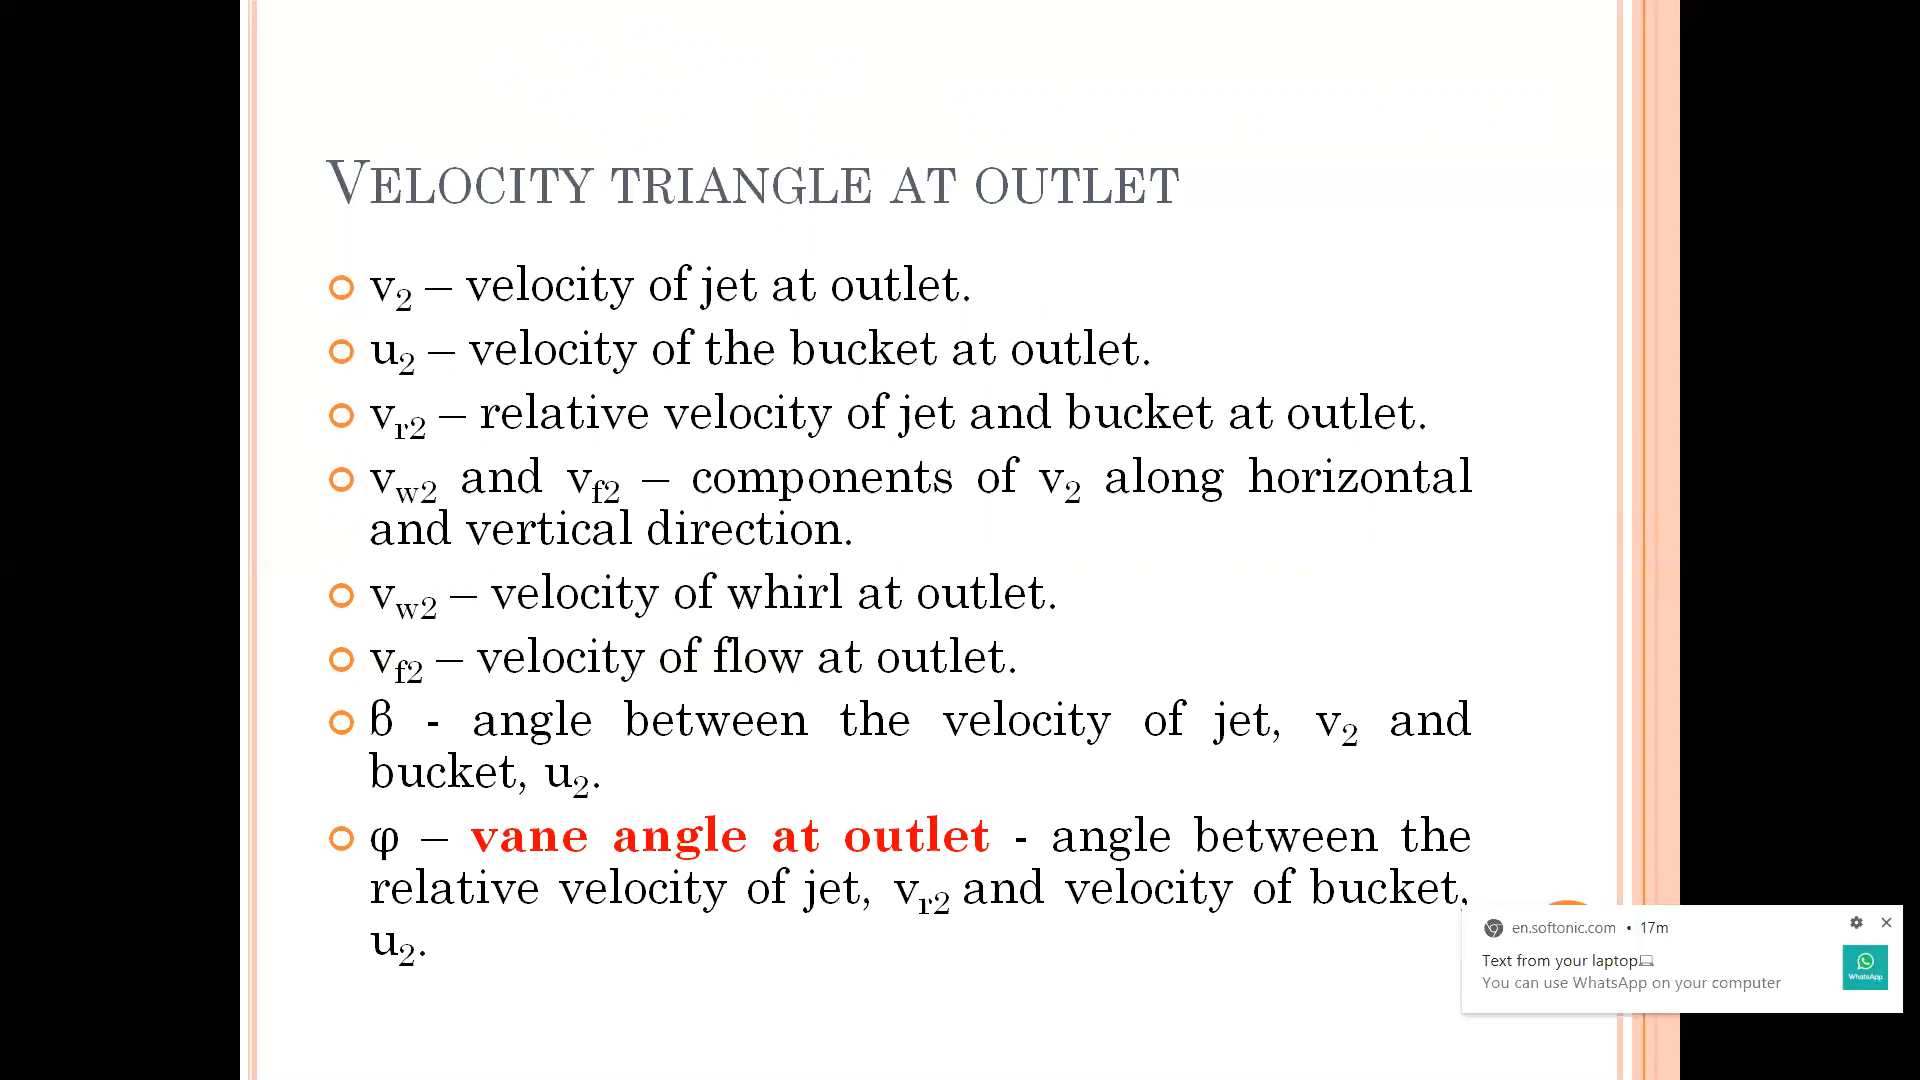 VELOCITY TRIANGLE AT OUTLET
v2 – velocity of jet at outlet.
u2 – velocity of the bucket at outlet.
vr2 – relative velocity of jet and bucket at outlet.
vw2 and vf2 – components of v2 along horizontal
and vertical direction.
vw2 – velocity of whirl at outlet.
vf2 – velocity of flow at outlet.
β - angle between the velocity of jet, v2 and
bucket, u2.
φ – vane angle at outlet - angle between the
relative velocity of jet, vr2 and velocity of bucket,
u2.
en.softonic.com • 17m
Text from your laptop💻
You can use WhatsApp on your computer
WhatsApp